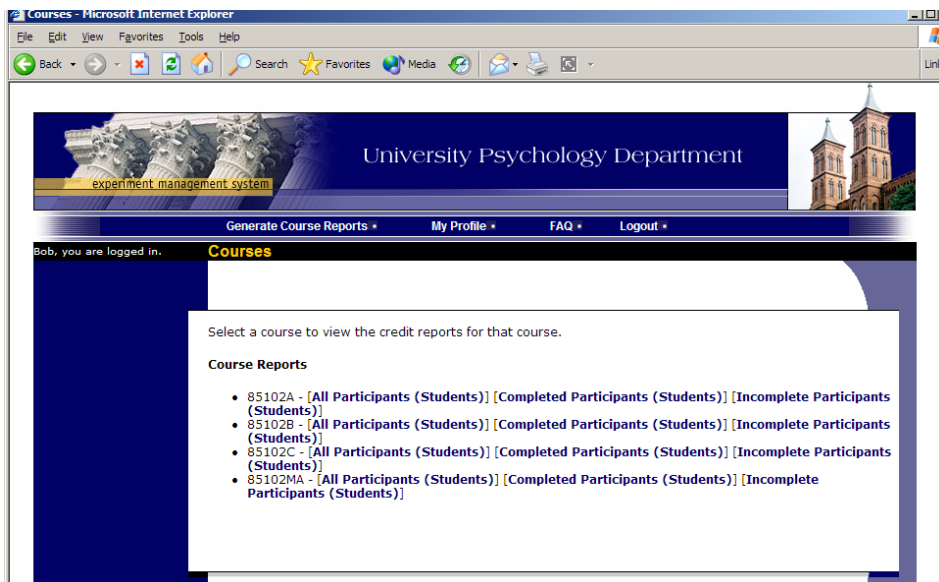 Courses - Microsoft Internet Explorer
File Edit View Favorites Tools Help
Back Search Favorites Media
University Psychology Department
experiment management system
Generate Course Reports My Profile FAQ Logout
Bob, you are logged in. Courses
Select a course to view the credit reports for that course.
Course Reports
• 85102A - [All Participants (Students)] [Completed Participants (Students)] [Incomplete Participants
(Students)]
• 85102B - [All Participants (Students)] [Completed Participants (Students)] [Incomplete Participants
(Students)]
• 85102C - [All Participants (Students)] [Completed Participants (Students)] [Incomplete Participants
(Students)]
• 85102MA - [All Participants (Students)] [Completed Participants (Students)] [Incomplete
Participants (Students)]